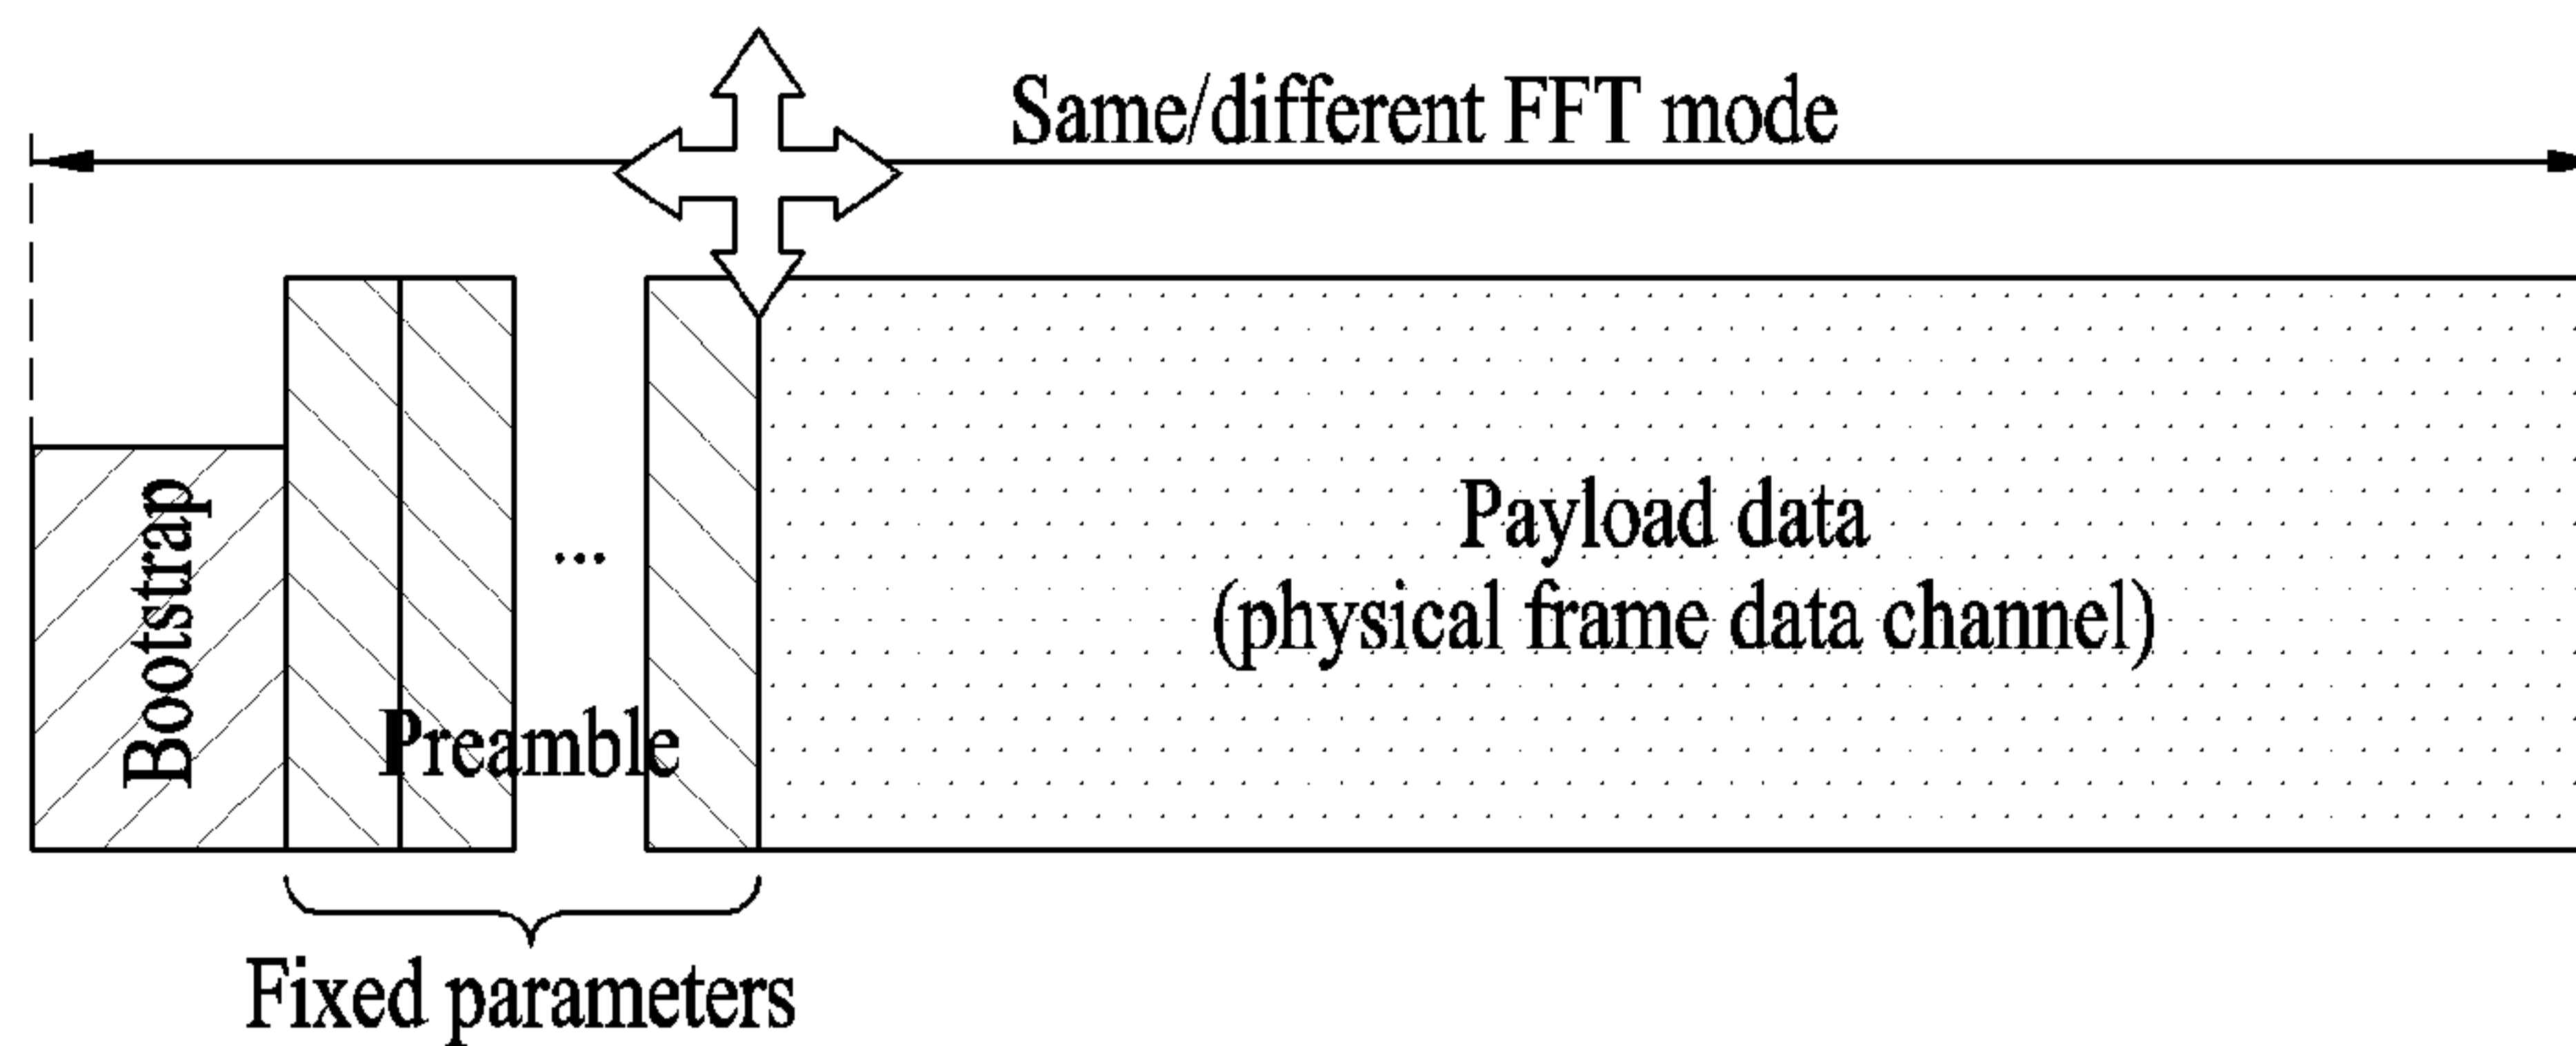 Same/different FFT mode
Bootstrap
Preamble
...
Payload data
(physical frame data channel)
Fixed parameters